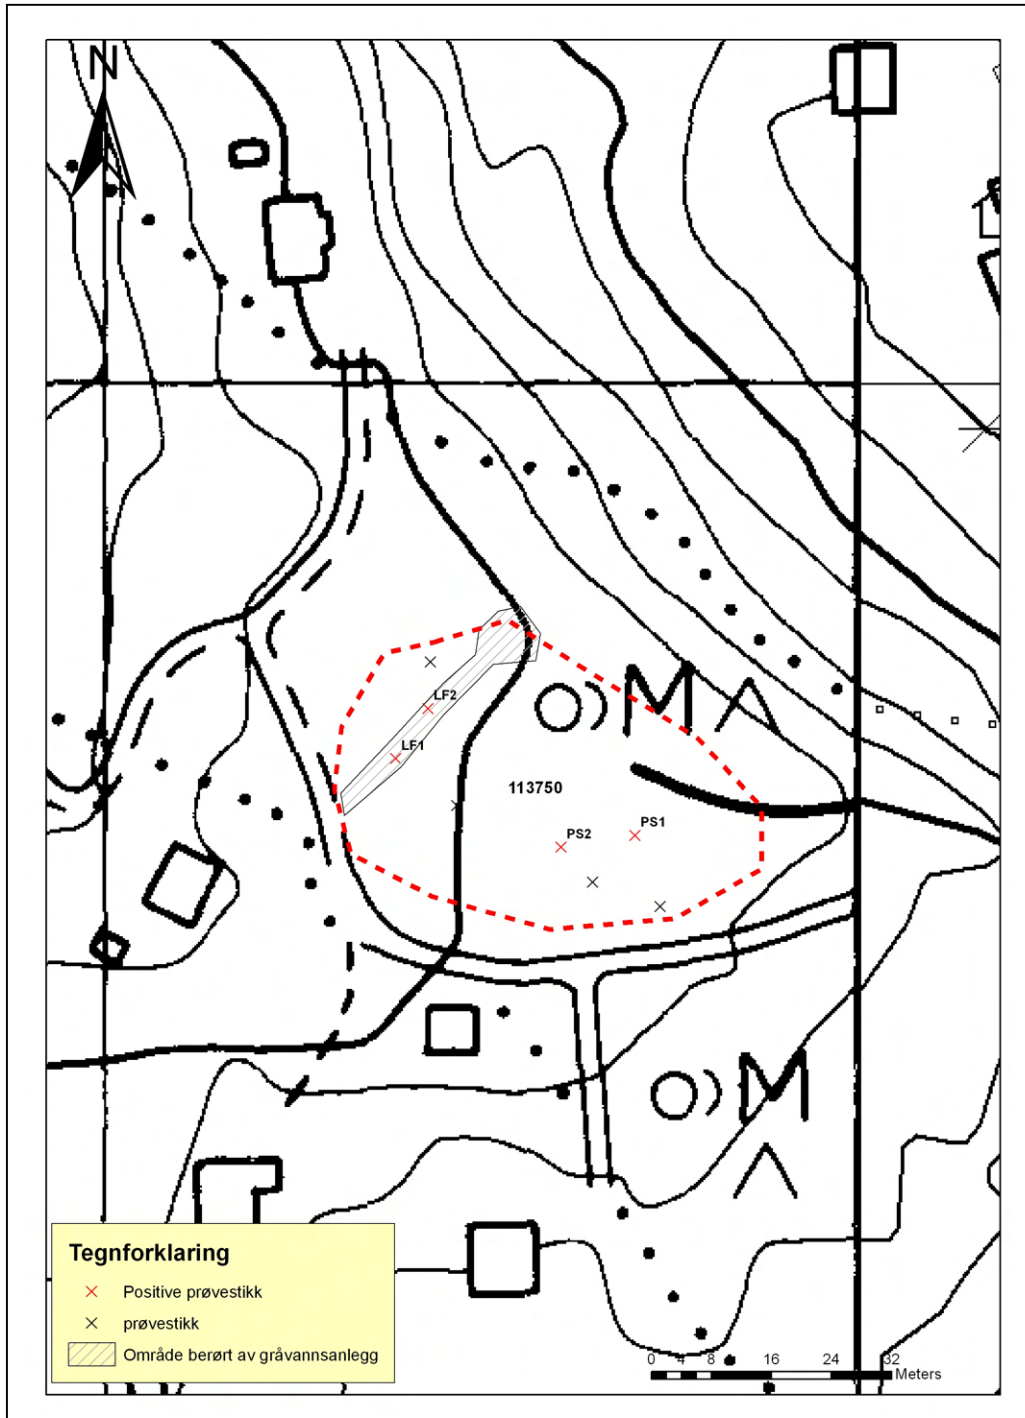 N
LF2
LF1
M
113750
PS1
PS2
M
Tegnforklaring
Positive prøvestikk
prøvestikk
Område berørt av gråvannsanlegg
0 4 8 16 24 32
Meters